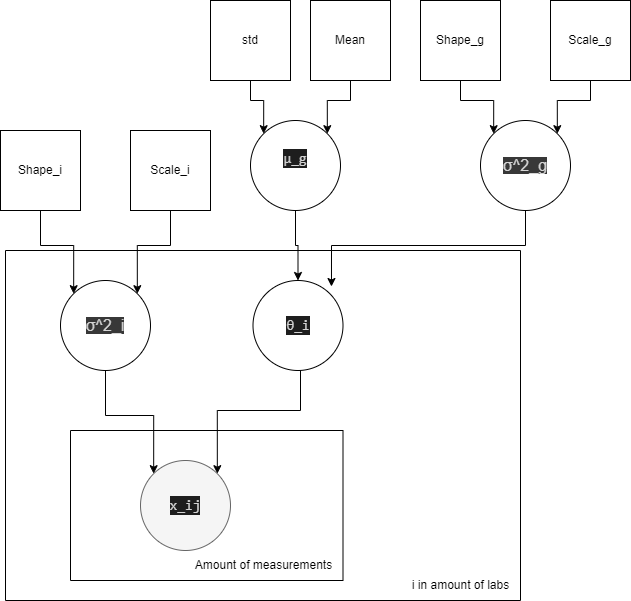 std
Mean
Shape_g
Scale_g
Shape_i
Scale_i
μ_g
σ^2_g
σ^2_i
θ_i
x_ij
Amount of measurements
i in amount of labs